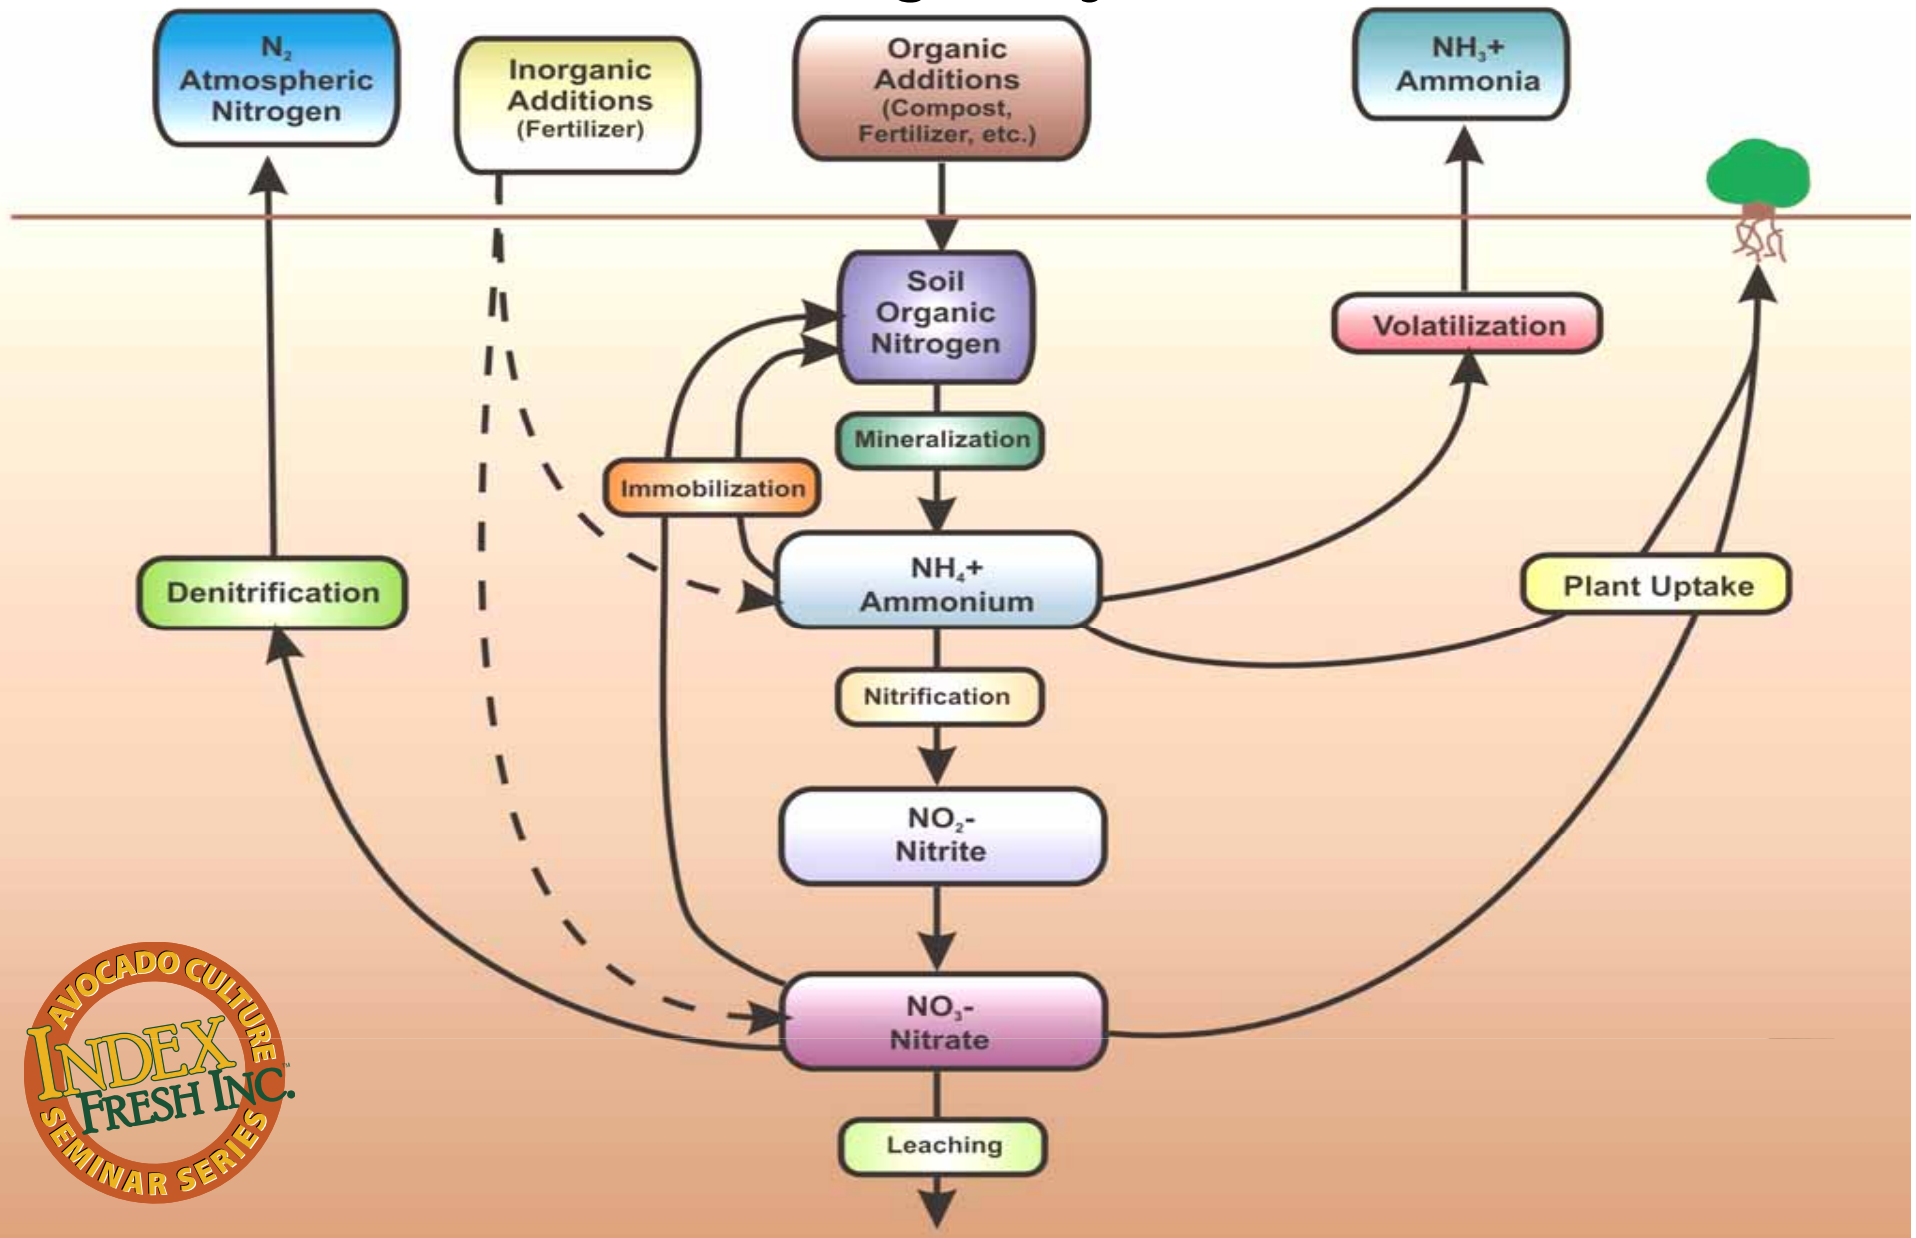 N₂
Atmospheric
Nitrogen
Inorganic
Additions
(Fertilizer)
Organic
Additions
(Compost,
Fertilizer, etc.)
NH₃+
Ammonia
Soil
Organic
Nitrogen
Volatilization
Mineralization
Immobilization
NH₄+
Ammonium
Denitrification
Plant Uptake
Nitrification
NO₂-
Nitrite
NO₃-
Nitrate
Leaching
AVOCADO CULTURE
INDEX
FRESH INC.™
SEMINAR SERIES